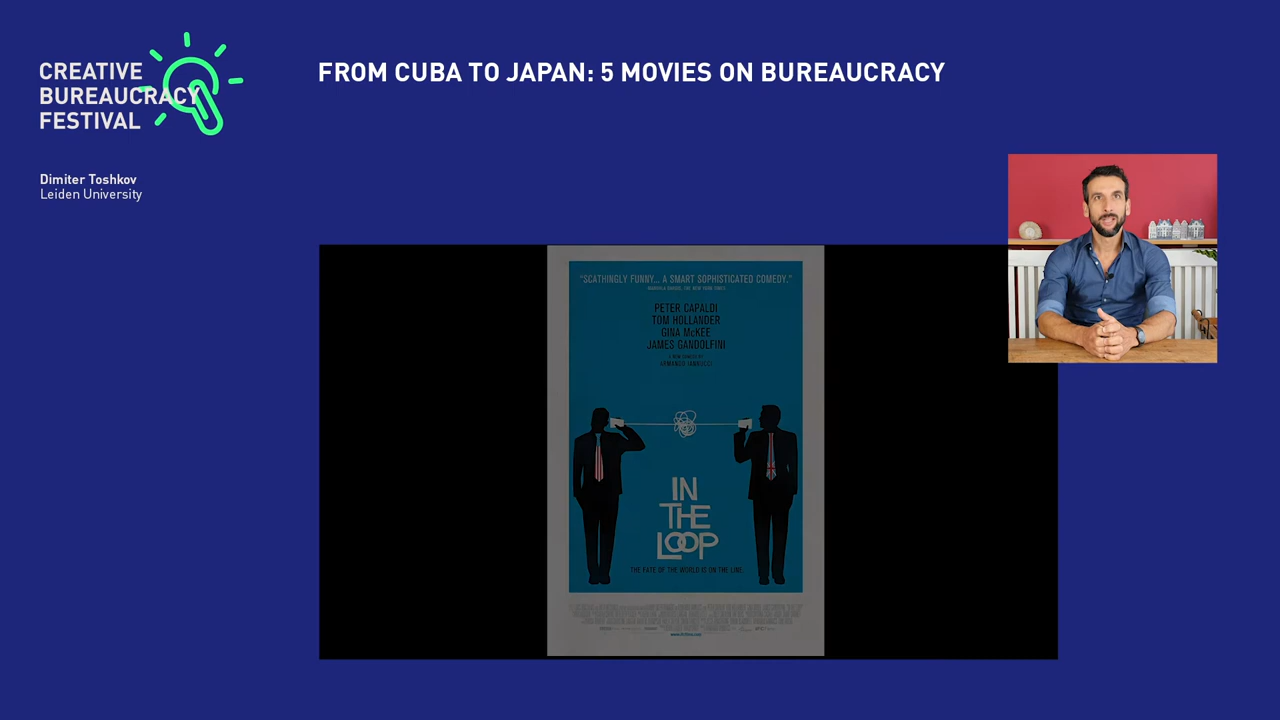 CREATIVE
BUREAUCRACY
FESTIVAL
FROM CUBA TO JAPAN: 5 MOVIES ON BUREAUCRACY
Dimiter Toshkov
Leiden University
"SCATHINGLY FUNNY... A SMART SOPHISTICATED COMEDY."
PETER CAPALDI
TOM HOLLANDER
GINA McKEE
JAMES GANDOLFINI
ARMANDO IANNUCCI
IN
THE
LOOP
THE FATE OF THE WORLD IS ON THE LINE.